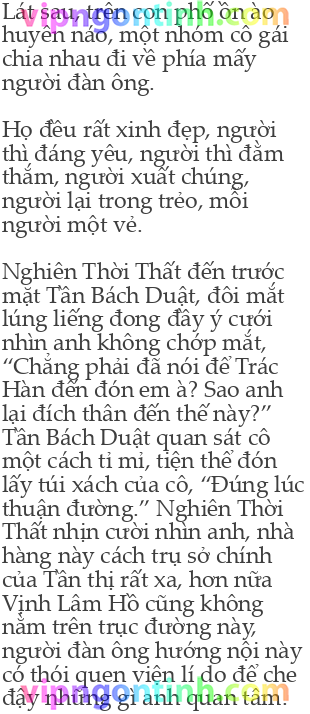 Lát sau, trên con phố ồn ào
vipngontinh.com
huyên náo, một nhóm cô gái
chia nhau đi về phía mấy
người đàn ông.
Họ đều rất xinh đẹp, người
thì đáng yêu, người thì đằm
thắm, người xuất chúng,
người lại trong trẻo, mỗi
người một vẻ.
Nghiên Thời Thất đến trước
mặt Tần Bách Duật, đôi mắt
lúng liếng đong đầy ý cười
nhìn anh không chớp mắt,
“Chẳng phải đã nói để Trác
Hàn đến đón em à? Sao anh
lại đích thân đến thế này?”
Tần Bách Duật quan sát cô
một cách tỉ mỉ, tiện thể đón
lấy túi xách của cô, “Đúng lúc
thuận đường.” Nghiên Thời
Thất nhịn cười nhìn anh, nhà
hàng này cách trụ sở chính
của Tần thị rất xa, hơn nữa
Vịnh Lâm Hồ cũng không
nằm trên trục đường này,
người đàn ông hướng nội này
có thói quen viện lí do để che
đậy những gì anh quan tâm.
vipngontinh.com